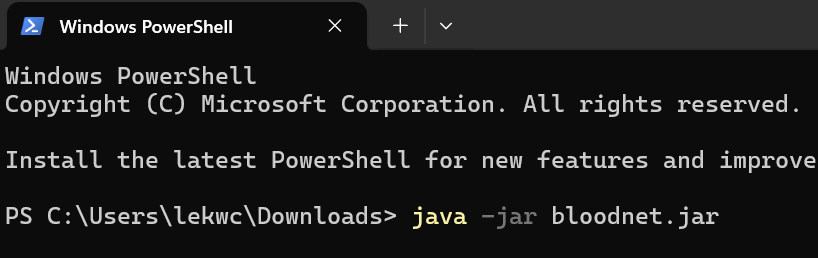 Windows PowerShell
Windows PowerShell
Copyright (C) Microsoft Corporation. All rights reserved.
Install the latest PowerShell for new features and improve
PS C:\Users\lekwc\Downloads> java -jar bloodnet.jar